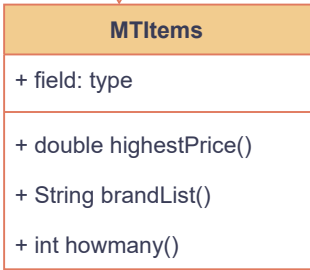 MTItems
+ field: type
+ double highestPrice()
+ String brandList()
+ int howmany()